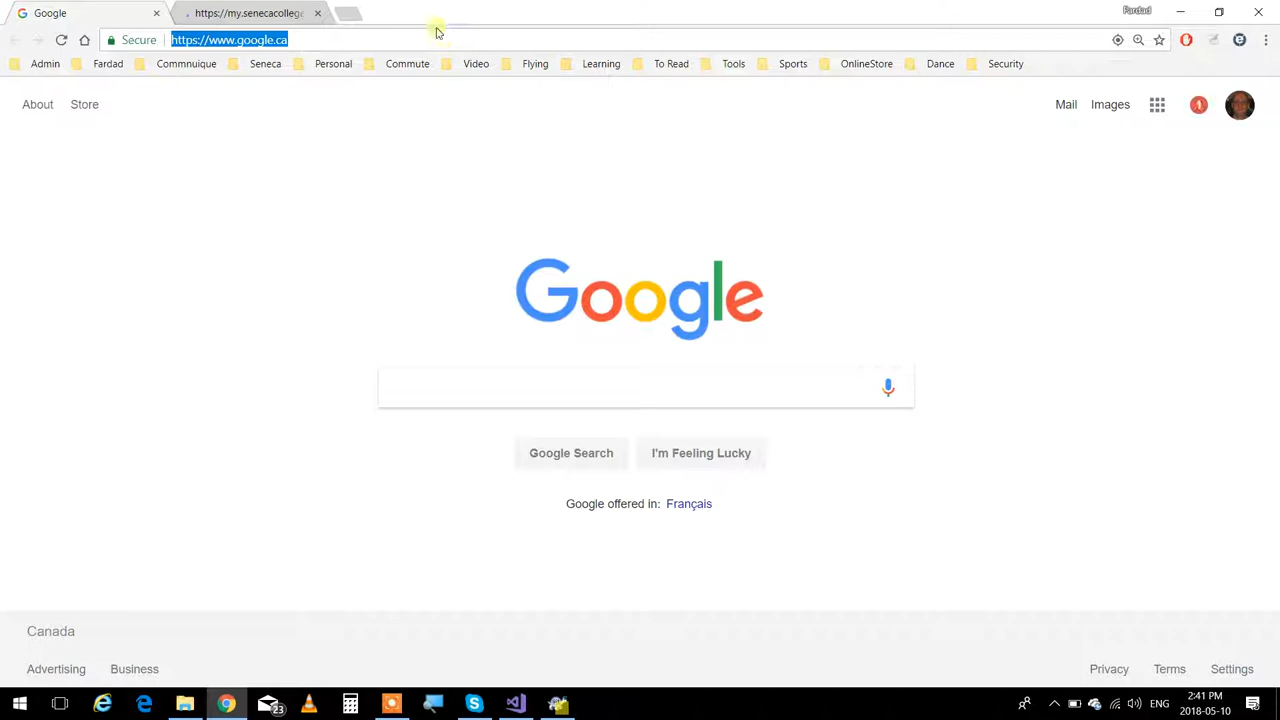 Google
https://my.senecacollege
Fardad
Secure
https://www.google.ca
Admin Fardad Commnuique Seneca Personal Commute Video Flying Learning To Read Tools Sports OnlineStore Dance Security
About Store
Mail Images
Google
Google Search I'm Feeling Lucky
Google offered in: Français
Canada
Advertising Business
Privacy Terms Settings
23
ENG
2:41 PM
2018-05-10